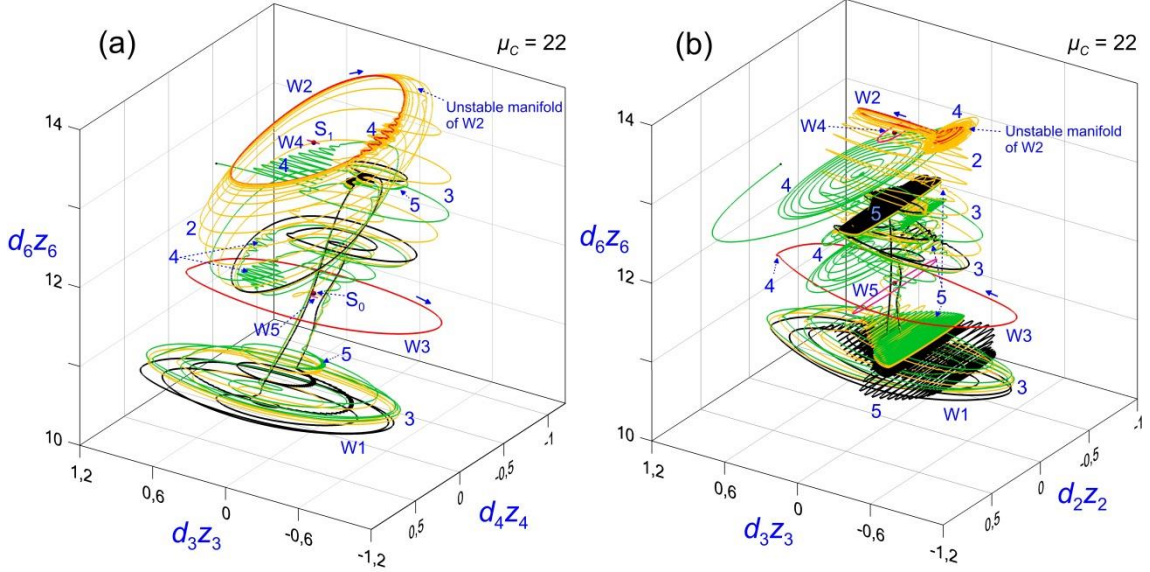 (a)
μC = 22
W2
4
Unstable manifold
of W2
14
S1
W4
4
3
5
2
4
d6z6
12
S0
W5
W3
5
3
W1
10
1,2
0,6
0
-0,6
-1,2
d3z3
0,5
0
-0,5
-1
d4z4
(b)
μC = 22
W2
4
W4
Unstable manifold
of W2
14
2
4
5
3
5
4
3
d6z6
12
W5
5
4
W3
3
5
W1
10
1,2
0,6
0
-0,6
-1,2
d3z3
0,5
0
-0,5
-1
d2z2